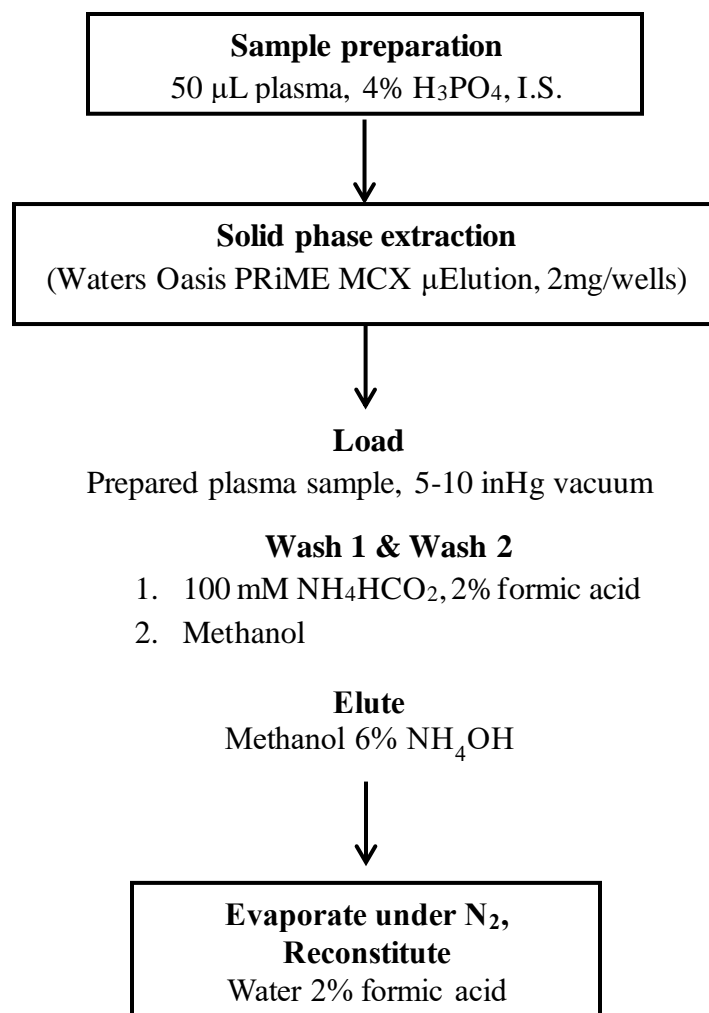 Sample preparation
50 µL plasma, 4% H₃PO₄, I.S.
Solid phase extraction
(Waters Oasis PRiME MCX µElution, 2mg/wells)
Load
Prepared plasma sample, 5-10 inHg vacuum
Wash 1 & Wash 2
1. 100 mM NH₄HCO₂, 2% formic acid
2. Methanol
Elute
Methanol 6% NH₄OH
Evaporate under N₂,
Reconstitute
Water 2% formic acid